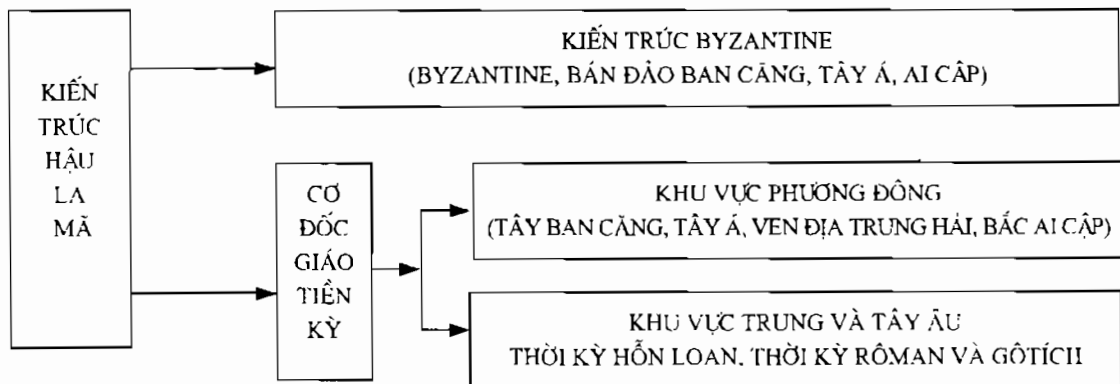 KIẾN
TRÚC
HẬU
LA
MÃ
KIẾN TRÚC BYZANTINE
(BYZANTINE, BÁN ĐẢO BAN CĂNG, TÂY Á, AI CẬP)
CƠ
ĐỐC
GIÁO
TIỀN
KỲ
KHU VỰC PHƯƠNG ĐÔNG
(TÂY BAN CĂNG, TÂY Á, VEN ĐỊA TRUNG HẢI, BẮC AI CẬP)
KHU VỰC TRUNG VÀ TÂY ÂU
THỜI KỲ HỖN LOAN, THỜI KỲ RÔMAN VÀ GÔTÍCH